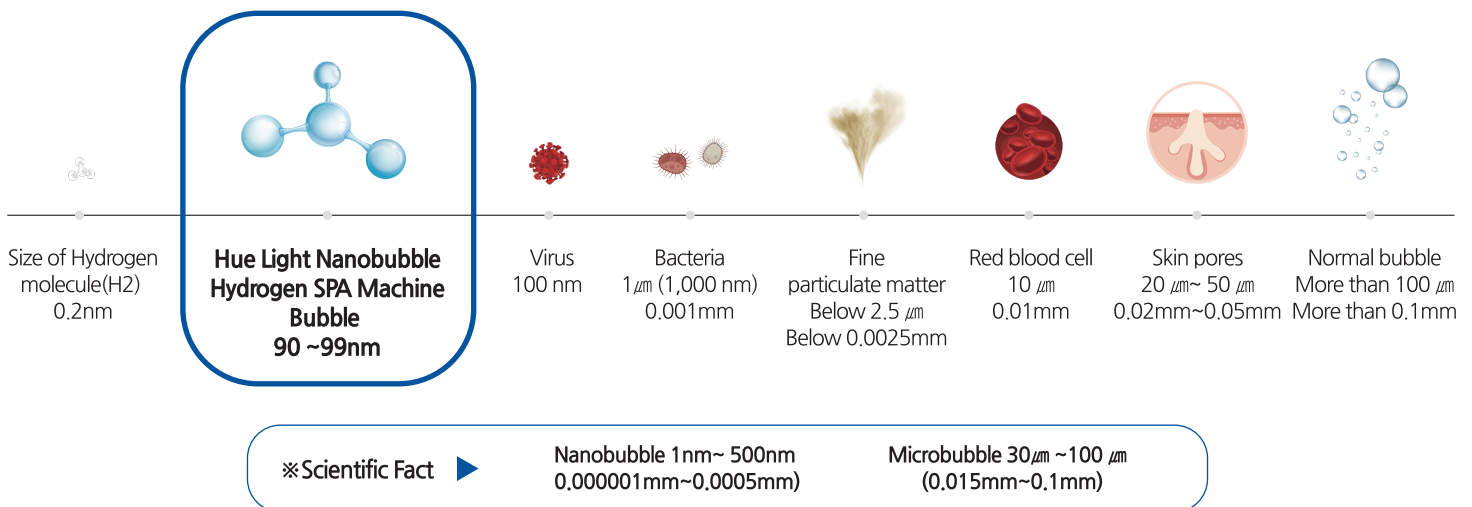 Size of Hydrogen
molecule(H2)
0.2nm
Hue Light Nanobubble
Hydrogen SPA Machine
Bubble
90 ~99nm
Virus
100 nm
Bacteria
1㎛ (1,000 nm)
0.001mm
Fine
particulate matter
Below 2.5 ㎛
Below 0.0025mm
Red blood cell
10 ㎛
0.01mm
Skin pores
20 ㎛~ 50 ㎛
0.02mm~0.05mm
Normal bubble
More than 100 ㎛
More than 0.1mm
※Scientific Fact
Nanobubble 1nm~ 500nm
0.000001mm~0.0005mm)
Microbubble 30㎛ ~100 ㎛
(0.015mm~0.1mm)